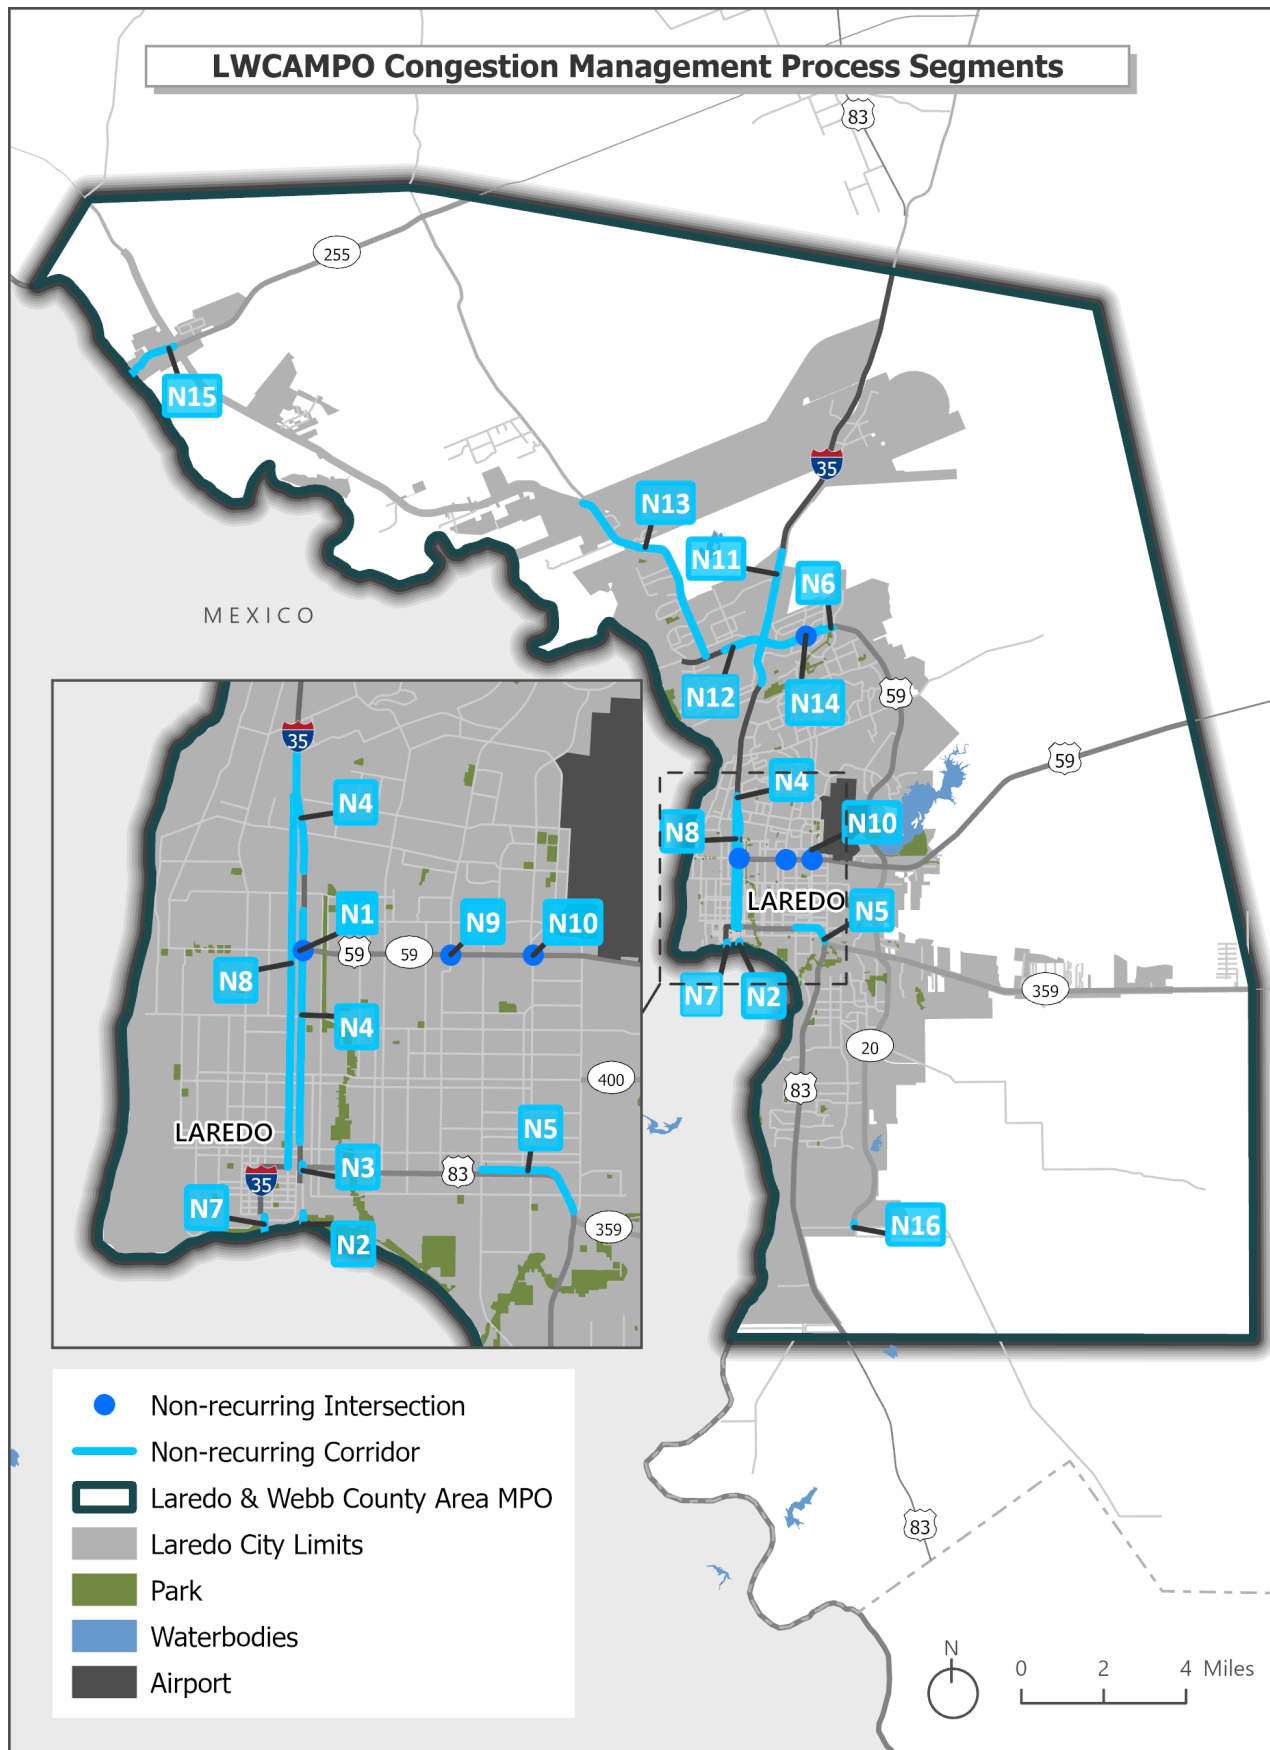 LWCAMPO Congestion Management Process Segments
83
255
35
N15
N13
N11
N6
MEXICO
N12
N14
59
59
N4
N8
N10
LAREDO
N5
N7
N2
359
20
83
N16
83
35
N4
N1
N9
N10
59
59
N8
N4
400
LAREDO
N5
N3
83
35
N7
N2
359
Non-recurring Intersection
Non-recurring Corridor
Laredo & Webb County Area MPO
Laredo City Limits
Park
Waterbodies
Airport
N
0 2 4 Miles